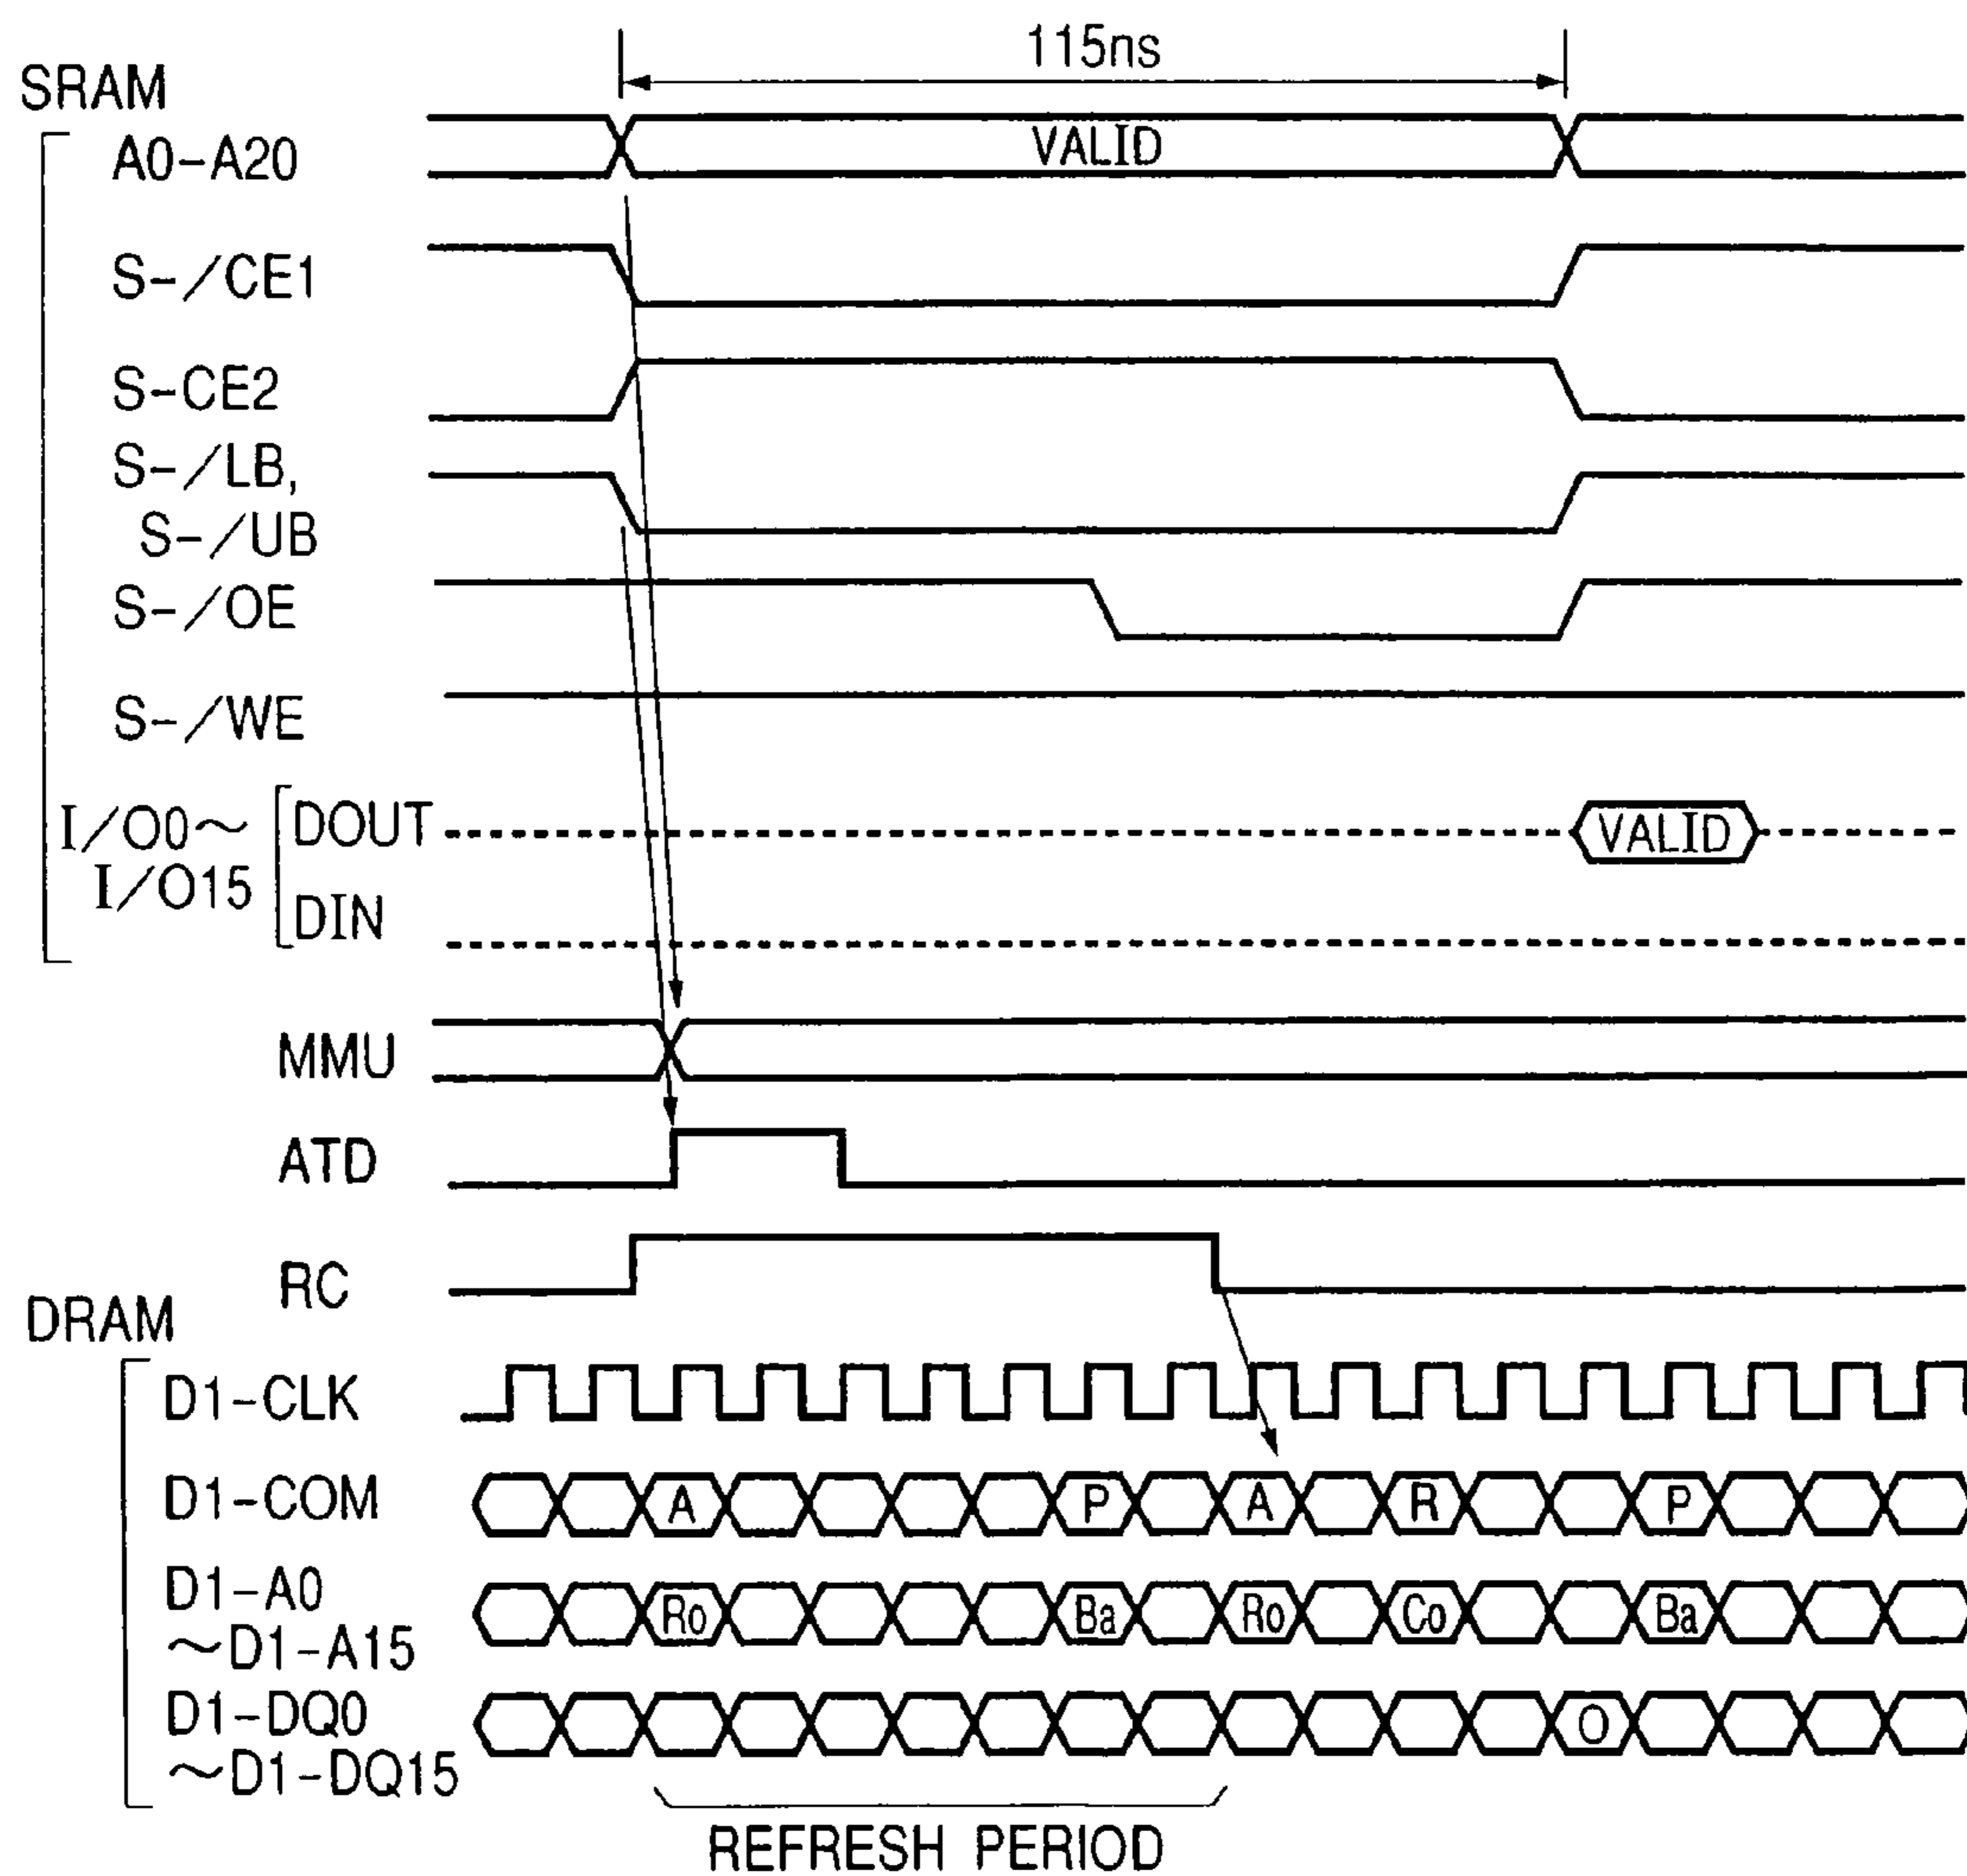 115ns
SRAM
A0-A20 VALID
S-/CE1
S-CE2
S-/LB,
S-/UB
S-/OE
S-/WE
I/O0~ DOUT VALID
I/O15 DIN
MMU
ATD
RC
DRAM
D1-CLK
D1-COM A P A R P
D1-A0 Ro Ba Ro Co Ba
~D1-A15
D1-DQ0 O
~D1-DQ15
REFRESH PERIOD